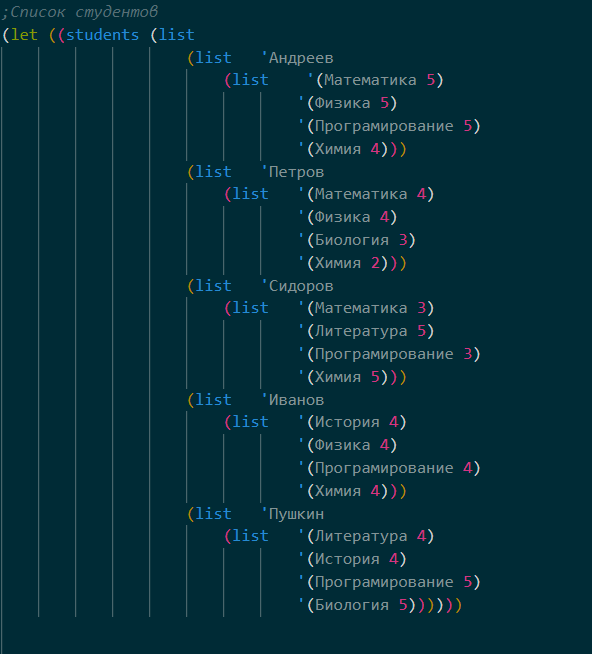 ;Список студентов
(let ((students (list
(list 'Андреев
(list '(Математика 5)
'(Физика 5)
'(Програмирование 5)
'(Химия 4)))
(list 'Петров
(list '(Математика 4)
'(Физика 4)
'(Биология 3)
'(Химия 2)))
(list 'Сидоров
(list '(Математика 3)
'(Литература 5)
'(Програмирование 3)
'(Химия 5)))
(list 'Иванов
(list '(История 4)
'(Физика 4)
'(Програмирование 4)
'(Химия 4)))
(list 'Пушкин
(list '(Литература 4)
'(История 4)
'(Програмирование 5)
'(Биология 5))))))